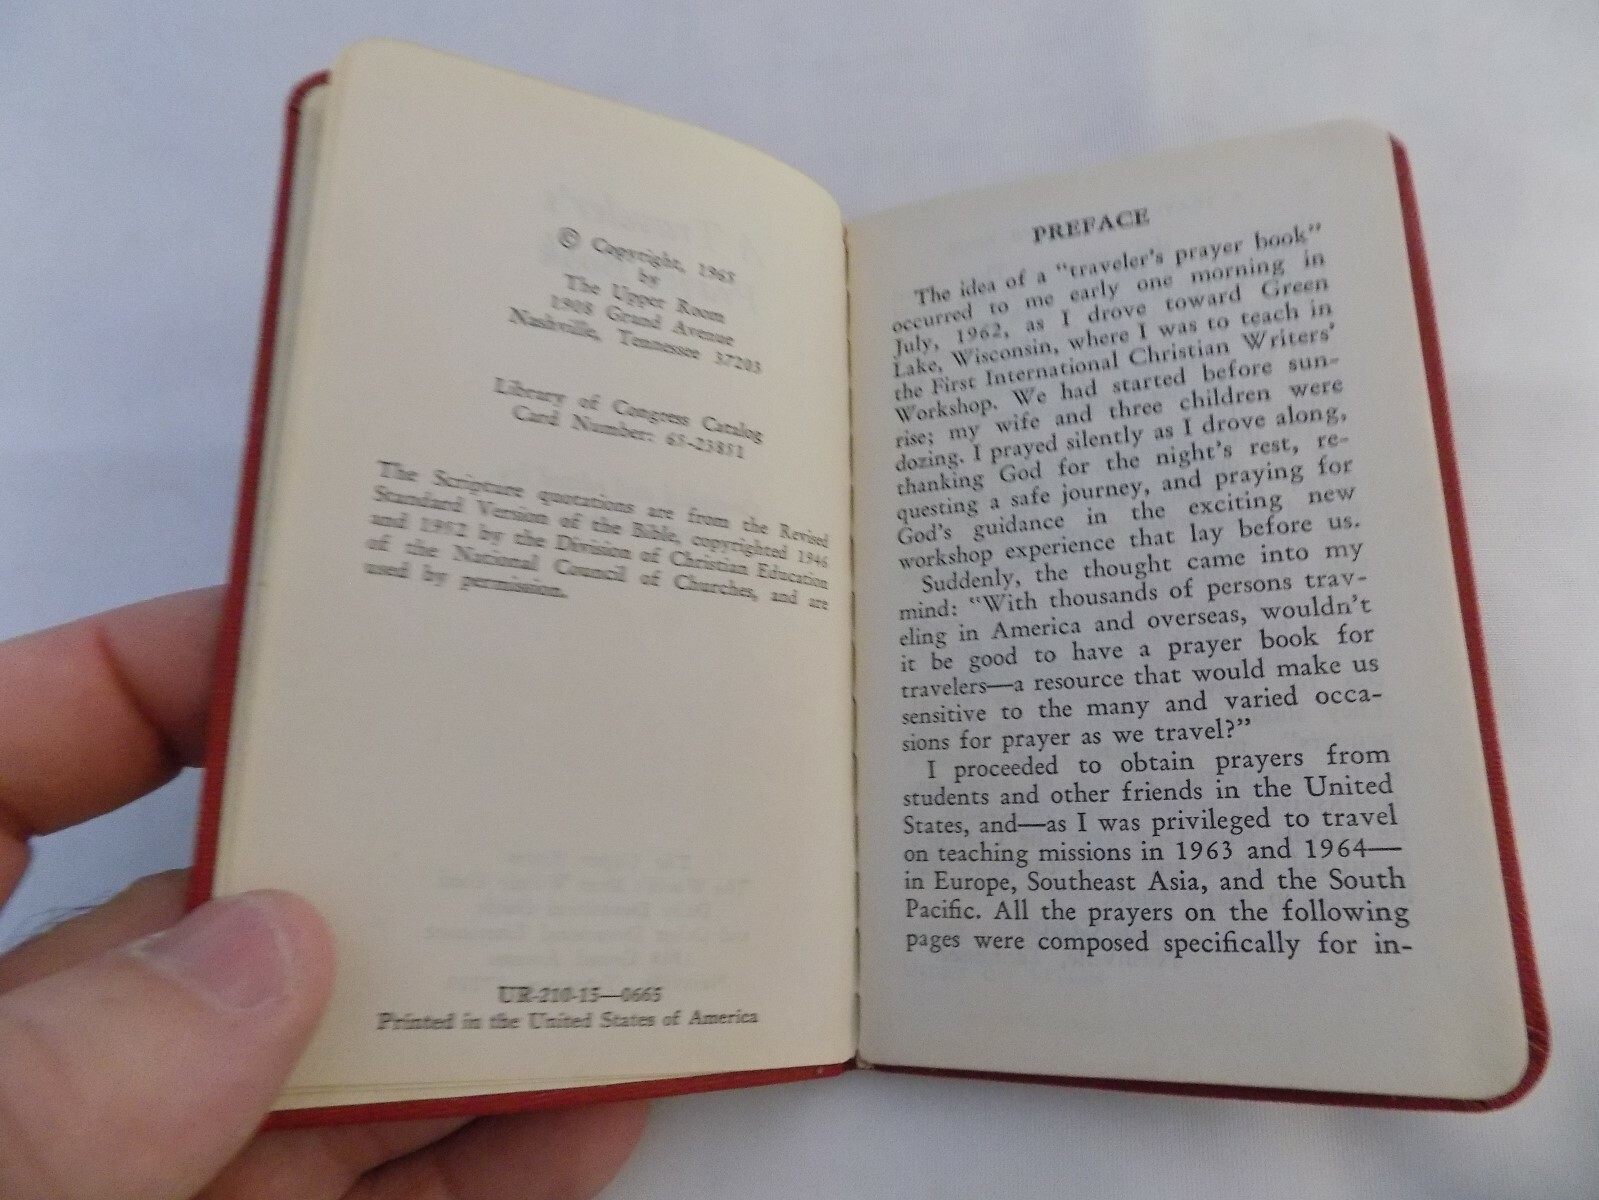 © Copyright, 1965
by
The Upper Room
1908 Grand Avenue
Nashville, Tennessee 37203
Library of Congress Catalog
Card Number: 65-23851
The Scripture quotations are from the Revised
Standard Version of the Bible, copyrighted 1946
and 1952 by the Division of Christian Education
of the National Council of Churches, and are
used by permission.
UR-210-15—0665
Printed in the United States of America
PREFACE
The idea of a "traveler's prayer book"
occurred to me early one morning in
July, 1962, as I drove toward Green
Lake, Wisconsin, where I was to teach in
the First International Christian Writers'
Workshop. We had started before sun-
rise; my wife and three children were
dozing. I prayed silently as I drove along,
thanking God for the night's rest, re-
questing a safe journey, and praying for
God's guidance in the exciting new
workshop experience that lay before us.
Suddenly, the thought came into my
mind: "With thousands of persons trav-
eling in America and overseas, wouldn't
it be good to have a prayer book for
travelers—a resource that would make us
sensitive to the many and varied occa-
sions for prayer as we travel?"
I proceeded to obtain prayers from
students and other friends in the United
States, and—as I was privileged to travel
on teaching missions in 1963 and 1964—
in Europe, Southeast Asia, and the South
Pacific. All the prayers on the following
pages were composed specifically for in-